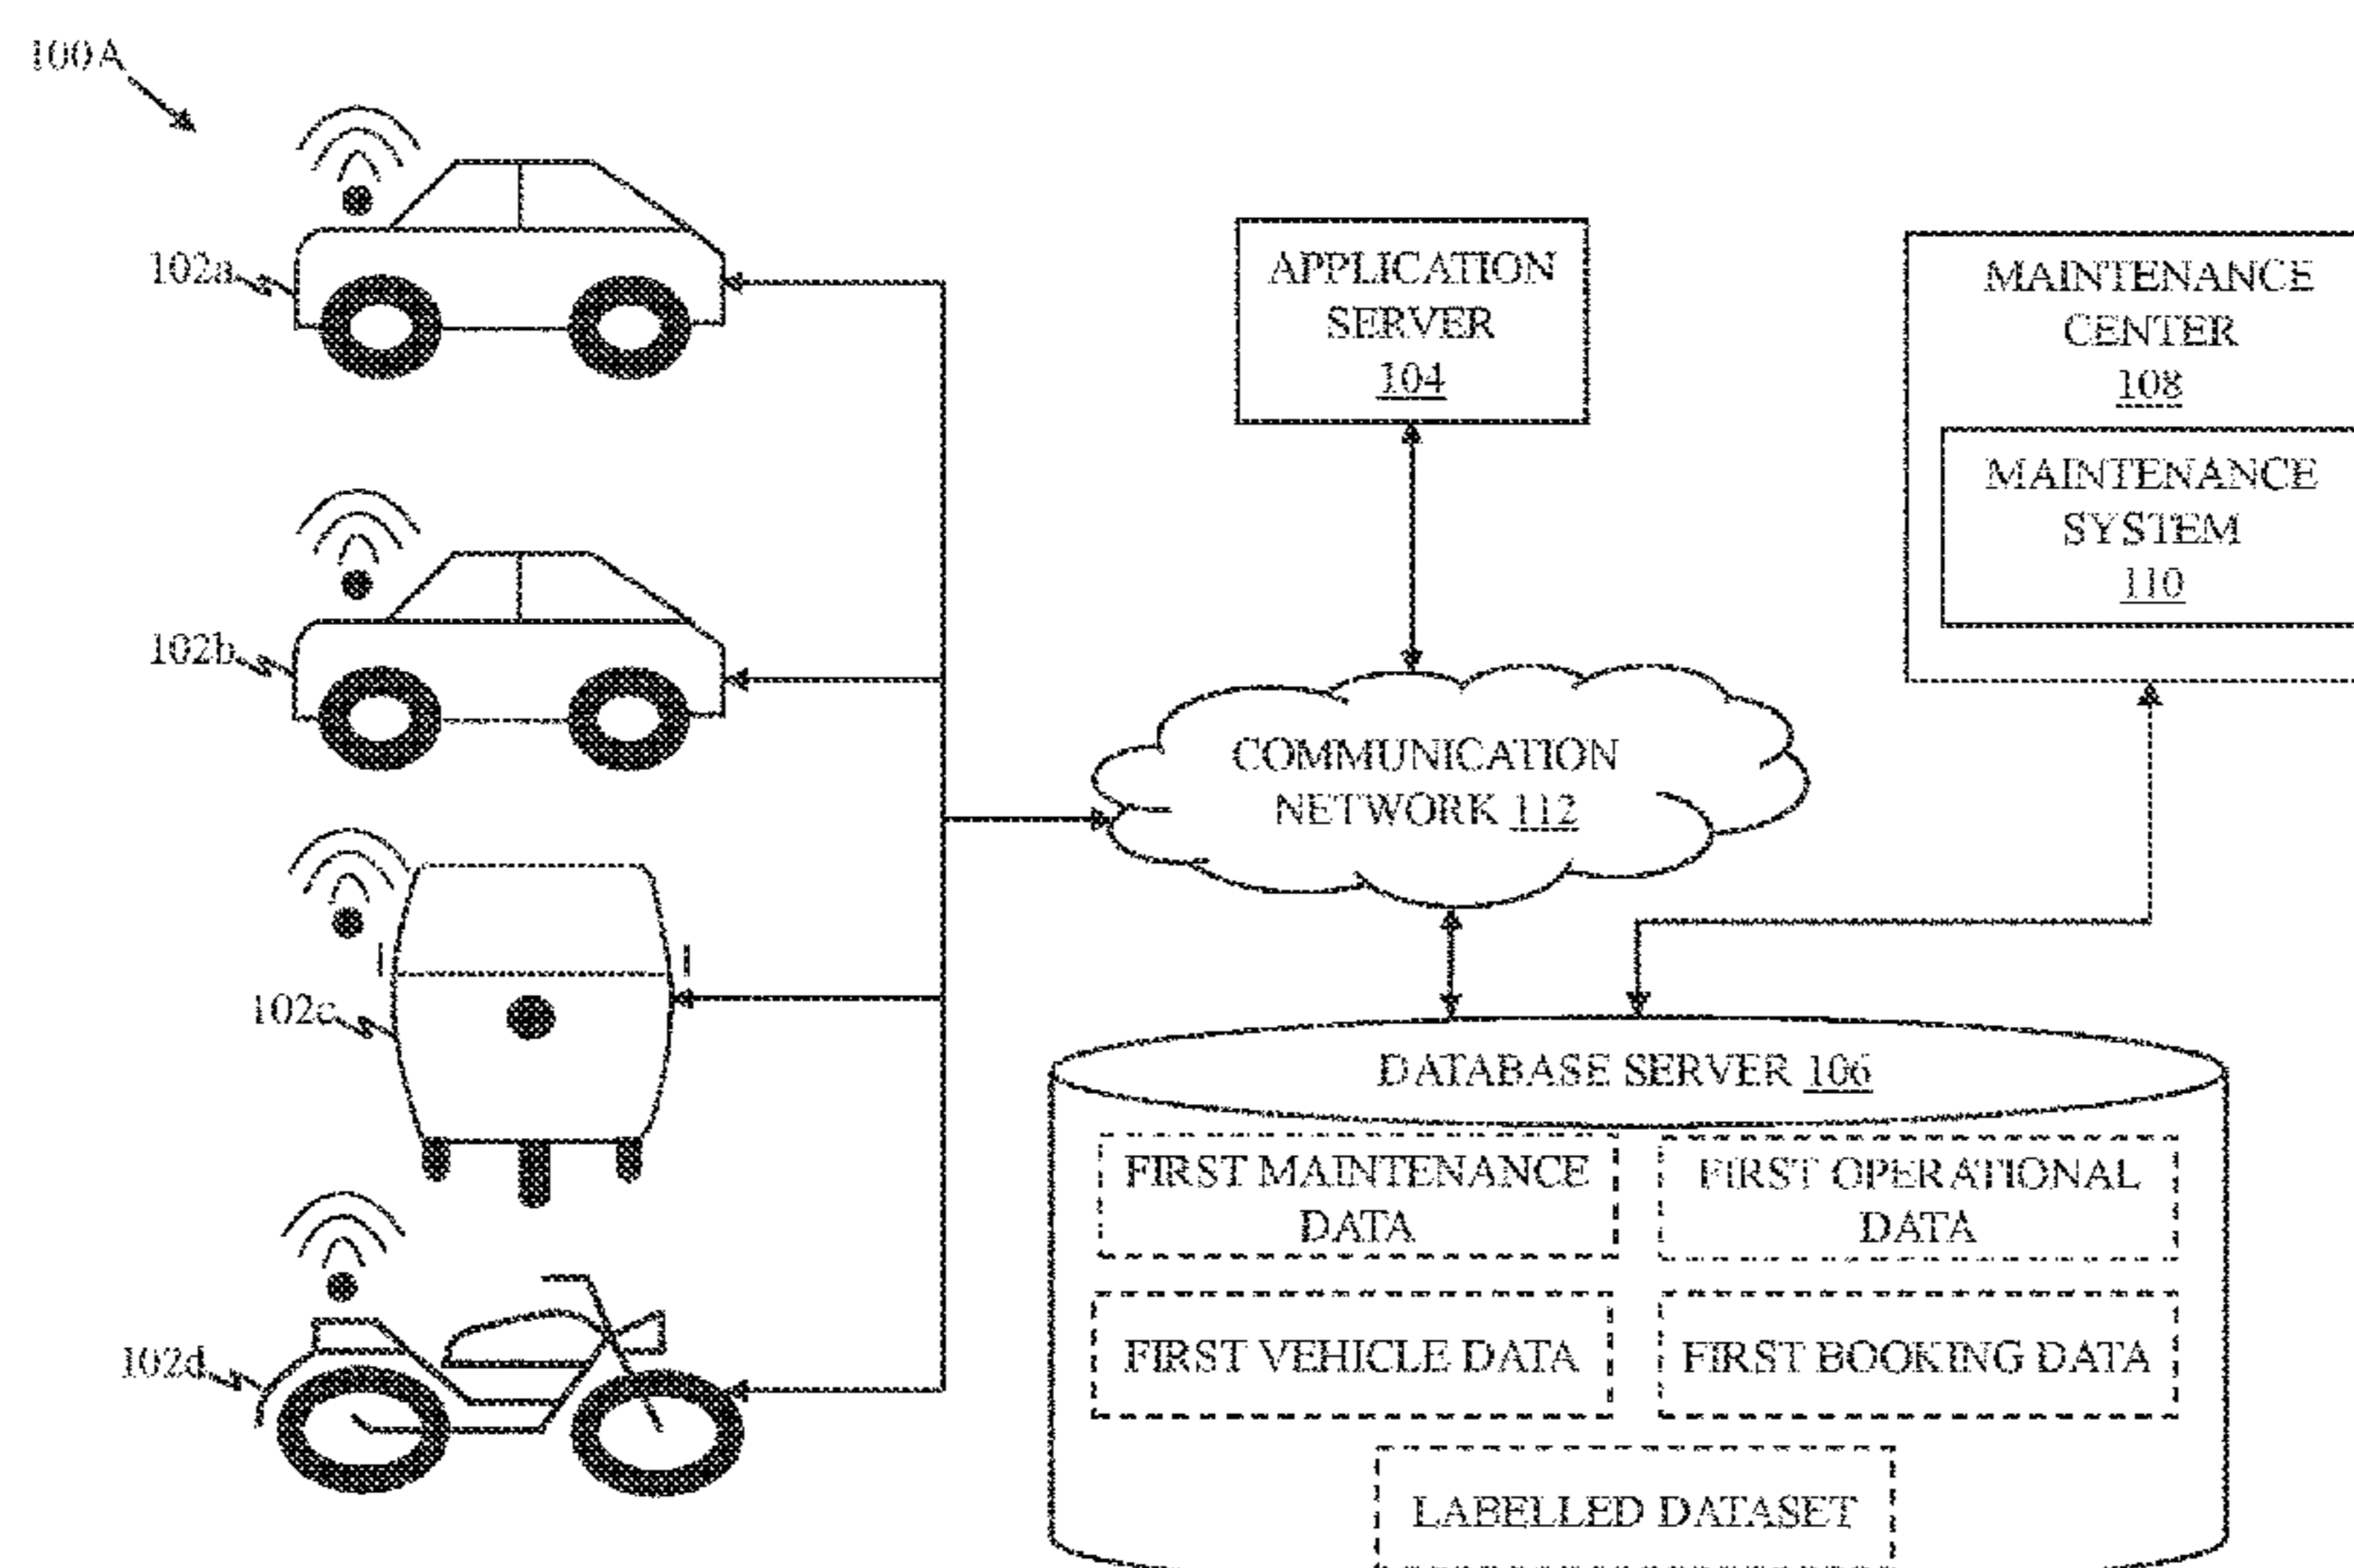 100A
102a
102b
102c
102d
APPLICATION
SERVER
104
MAINTENANCE
CENTER
108
MAINTENANCE
SYSTEM
110
COMMUNICATION
NETWORK 112
DATABASE SERVER 106
FIRST MAINTENANCE
DATA
FIRST OPERATIONAL
DATA
FIRST VEHICLE DATA
FIRST BOOKING DATA
LABELLED DATASET